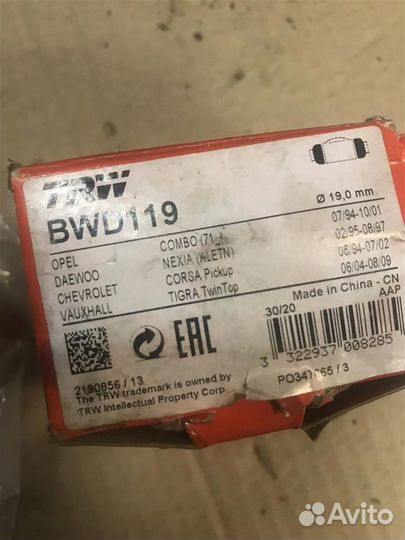 TRW
BWD119
Ø 19,0 mm
OPEL COMBO (71_) 07/94-10/01
DAEWOO NEXIA (KLETN) 02/95-08/97
CHEVROLET CORSA Pickup 08/94-07/02
VAUXHALL TIGRA TwinTop 06/04-08/09
Made in China - CN
30/20 AAP
EAC
3 322937 008285
2190856 / 13
The TRW trademark is owned by
TRW Intellectual Property Corp.
/ 3
Avito